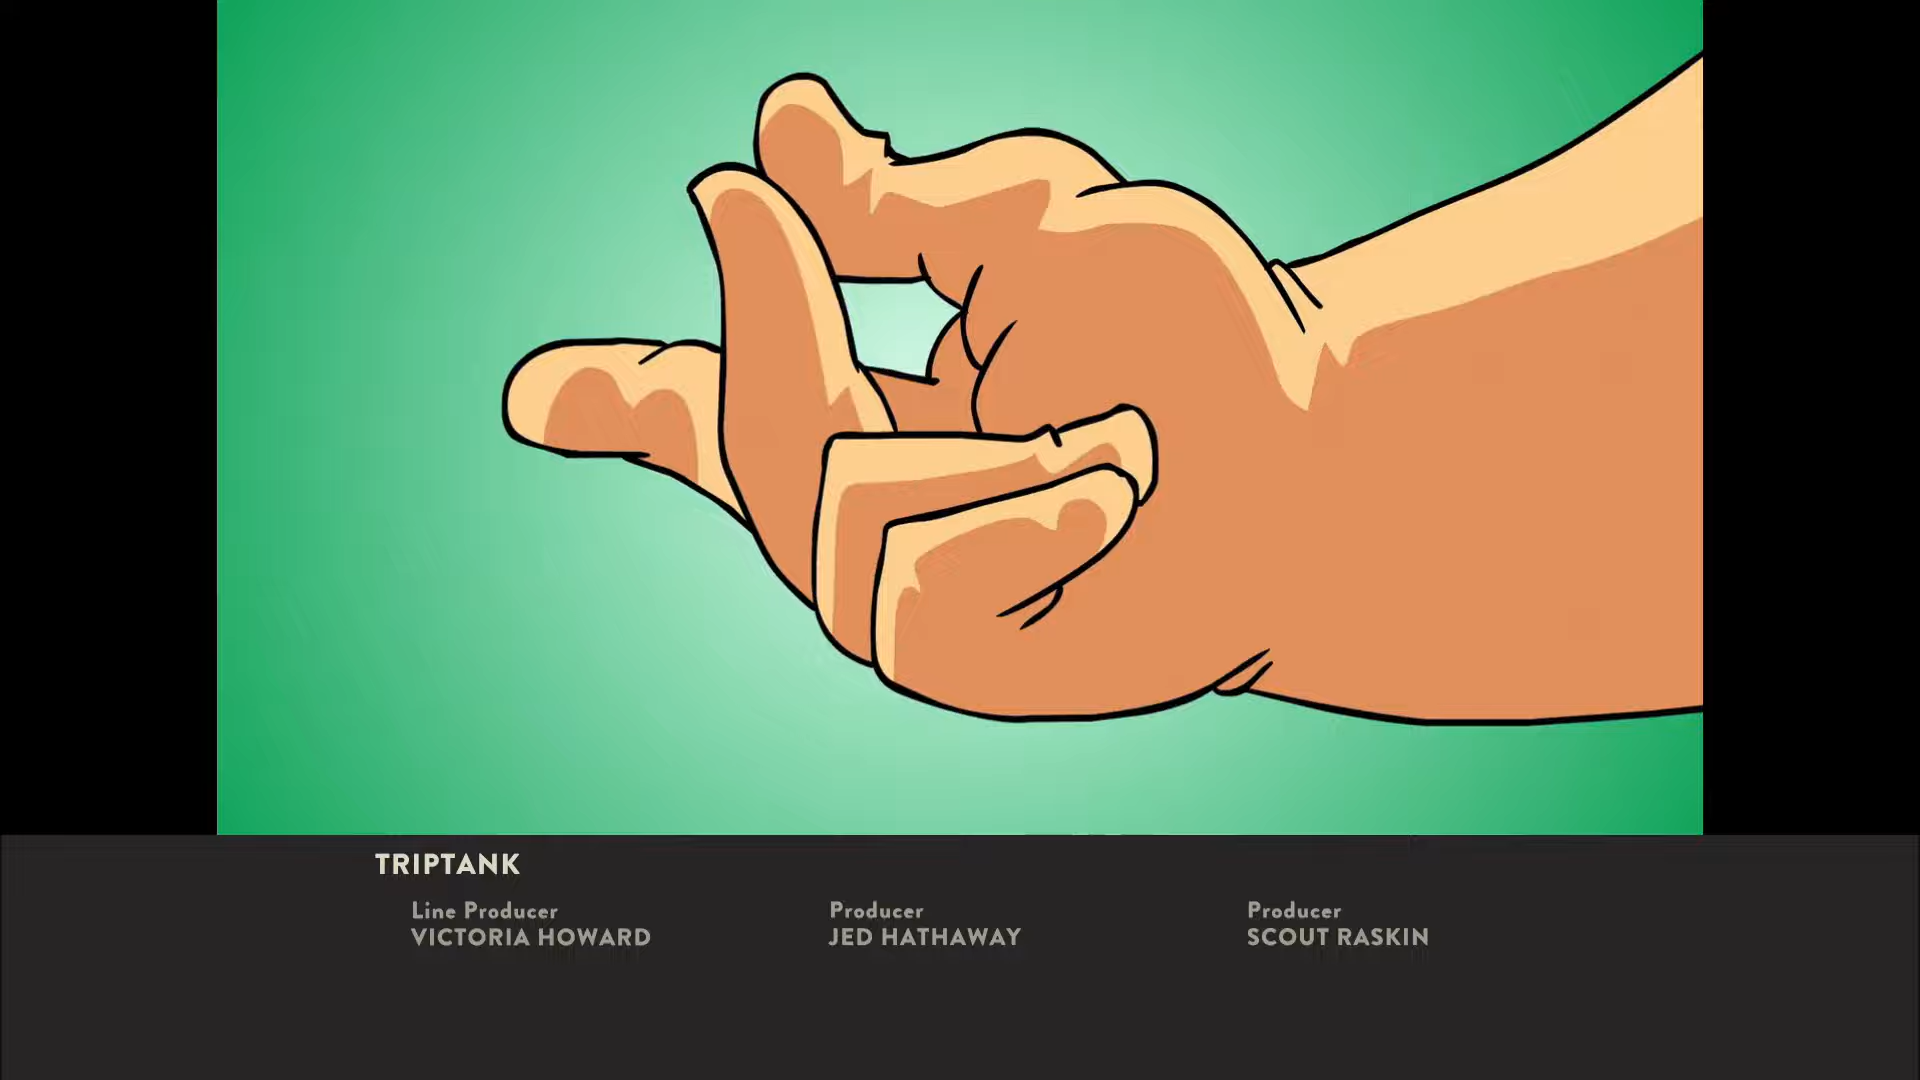 TRIPTANK
Line Producer
VICTORIA HOWARD
Producer
JED HATHAWAY
Producer
SCOUT RASKIN